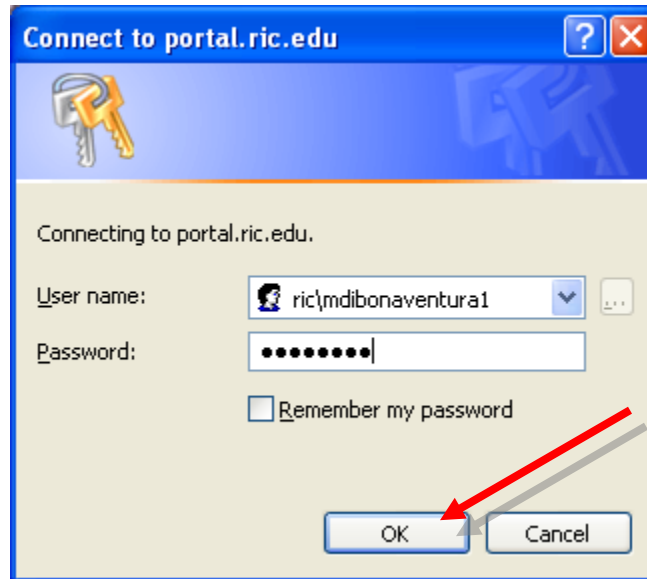 Connect to portal.ric.edu
Connecting to portal.ric.edu.
User name: ric\mdibonaventura1 ...
Password: ●●●●●●●●
Remember my password
OK Cancel